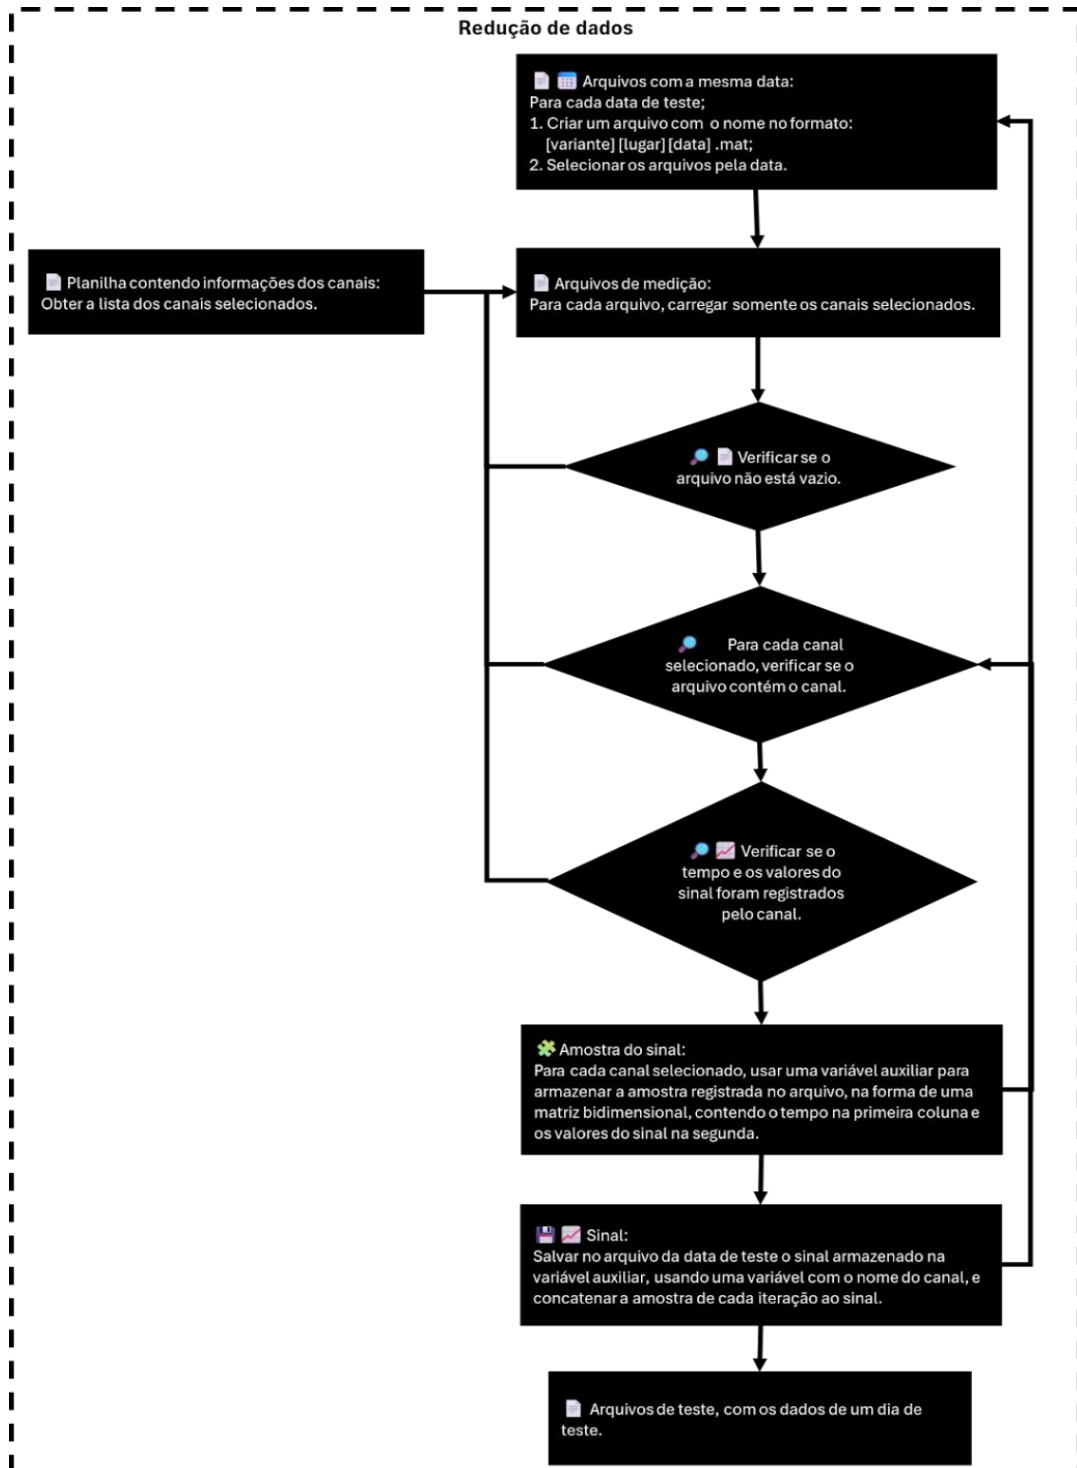 Redução de dados
Arquivos com a mesma data:
Para cada data de teste;
1. Criar um arquivo com o nome no formato:
[variante] [lugar] [data] .mat;
2. Selecionar os arquivos pela data.
Planilha contendo informações dos canais:
Obter a lista dos canais selecionados.
Arquivos de medição:
Para cada arquivo, carregar somente os canais selecionados.
Verificar se o
arquivo não está vazio.
Para cada canal
selecionado, verificar se o
arquivo contém o canal.
Verificar se o
tempo e os valores do
sinal foram registrados
pelo canal.
Amostra do sinal:
Para cada canal selecionado, usar uma variável auxiliar para
armazenar a amostra registrada no arquivo, na forma de uma
matriz bidimensional, contendo o tempo na primeira coluna e
os valores do sinal na segunda.
Sinal:
Salvar no arquivo da data de teste o sinal armazenado na
variável auxiliar, usando uma variável com o nome do canal, e
concatenar a amostra de cada iteração ao sinal.
Arquivos de teste, com os dados de um dia de
teste.